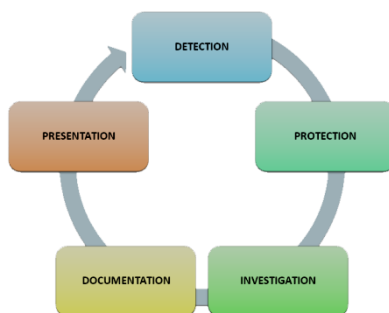 DETECTION
PROTECTION
INVESTIGATION
DOCUMENTATION
PRESENTATION